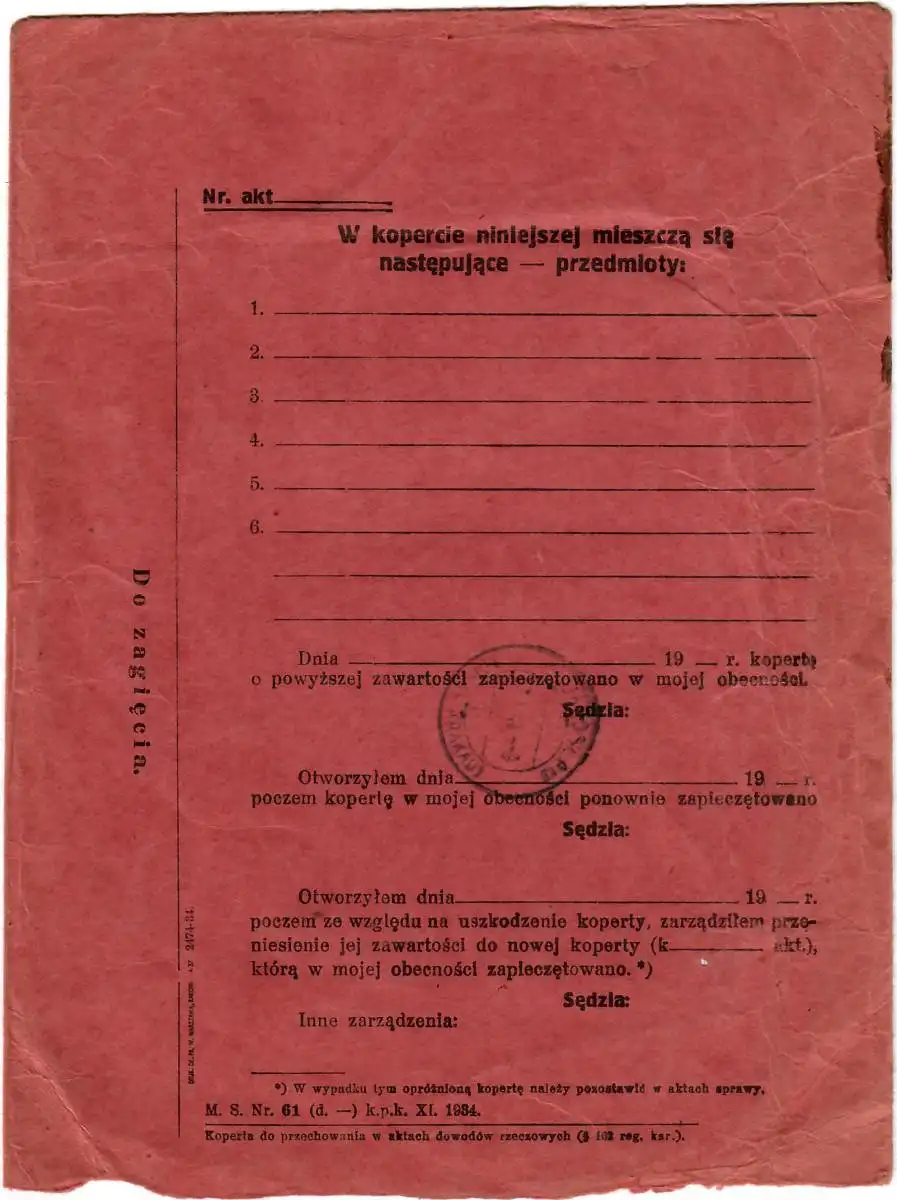 Nr. akt
W kopercie niniejszej mieszczą się
następujące — przedmioty:
1.
2.
3.
4.
5.
6.
Dnia 19 — r. kopertę
o powyższej zawartości zapieczętowano w mojej obecności.
Sędzia:
Otworzyłem dnia 19 — r.
poczem kopertę w mojej obecności ponownie zapieczętowano
Sędzia:
Otworzyłem dnia 19 — r.
poczem ze względu na uszkodzenie koperty, zarządziłem prze-
niesienie jej zawartości do nowej koperty (k akt.),
którą w mojej obecności zapieczętowano. *)
Sędzia:
Inne zarządzenia:
*) W wypadku tym opróżnioną kopertę należy pozostawić w aktach sprawy.
M. S. Nr. 61 (d. —) k.p.k. XI. 1934.
Koperta do przechowania w aktach dowodów rzeczowych (§ 162 reg. kar.).
Do zagięcia.
2474-34.